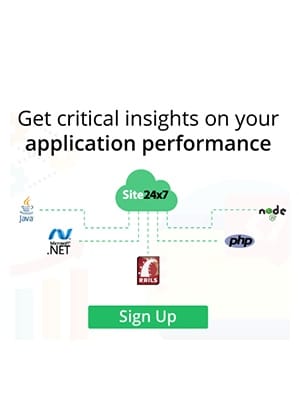 Get critical insights on your
application performance
Site24x7
Java
node
Microsoft
.NET
php
RAILS
Sign Up